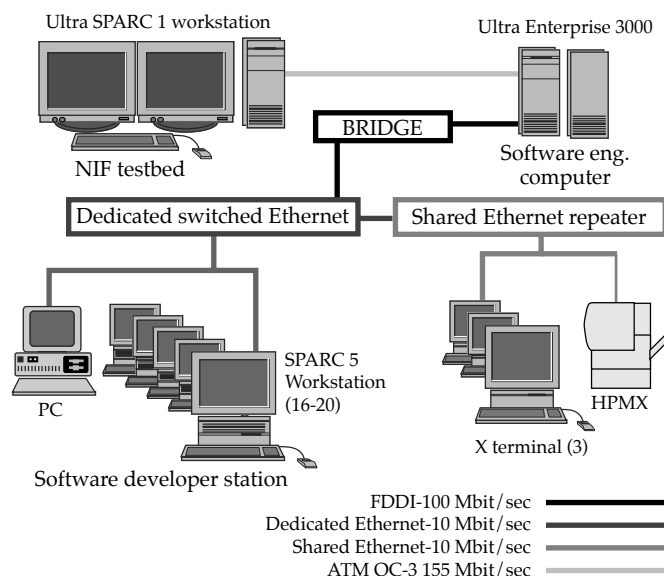 Ultra SPARC 1 workstation
Ultra Enterprise 3000
BRIDGE
NIF testbed
Software eng.
computer
Dedicated switched Ethernet
Shared Ethernet repeater
SPARC 5
Workstation
(16-20)
PC
HPMX
X terminal (3)
Software developer station
FDDI-100 Mbit/sec
Dedicated Ethernet-10 Mbit/sec
Shared Ethernet-10 Mbit/sec
ATM OC-3 155 Mbit/sec